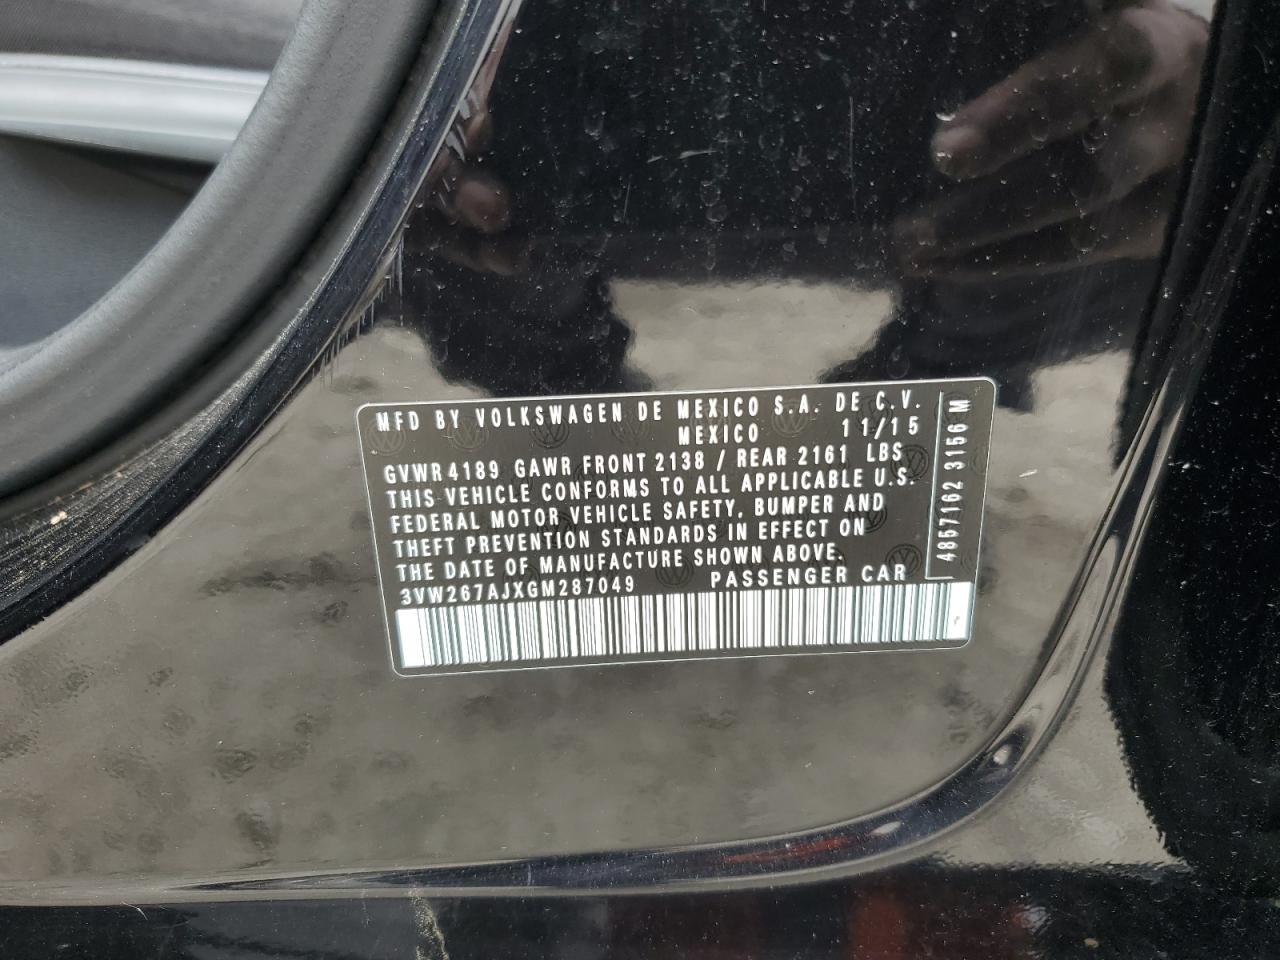 MFD BY VOLKSWAGEN DE MEXICO S.A. DE C.V.
MEXICO 11/15
GVWR 4189 GAWR FRONT 2138 / REAR 2161 LBS
THIS VEHICLE CONFORMS TO ALL APPLICABLE U.S.
FEDERAL MOTOR VEHICLE SAFETY, BUMPER AND
THEFT PREVENTION STANDARDS IN EFFECT ON
THE DATE OF MANUFACTURE SHOWN ABOVE.
3VW267AJXGM287049 PASSENGER CAR
4857162 3156 M